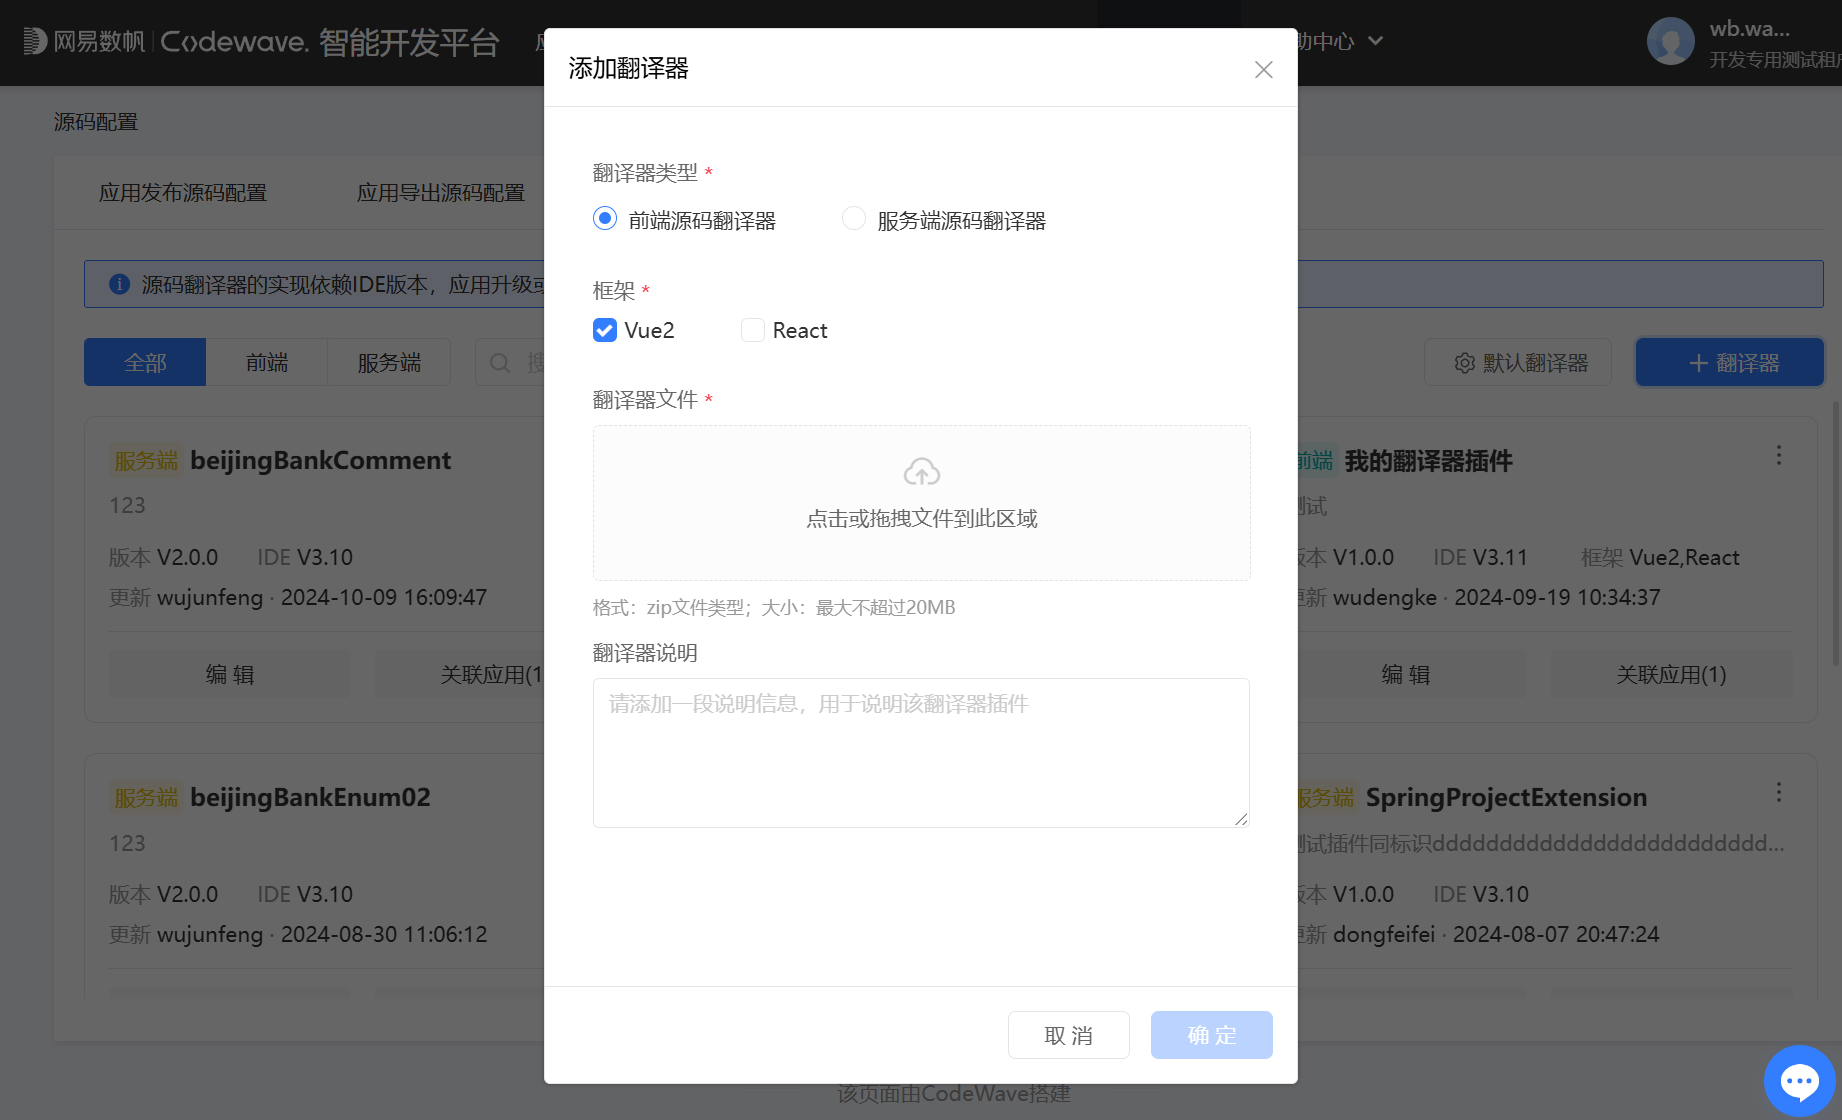 网易数帆 Codewave. 智能开发平台
助中心
wb.wa...
开发专用测试租
源码配置
应用发布源码配置
应用导出源码配置
源码翻译器的实现依赖IDE版本，应用升级
全部
前端
服务端
默认翻译器
翻译器
服务端 beijingBankComment
123
版本 V2.0.0 IDE V3.10
更新 wujunfeng · 2024-10-09 16:09:47
编 辑
关联应用(1
服务端 beijingBankEnum02
123
版本 V2.0.0 IDE V3.10
更新 wujunfeng · 2024-08-30 11:06:12
添加翻译器
翻译器类型 *
前端源码翻译器
服务端源码翻译器
框架 *
Vue2
React
翻译器文件 *
点击或拖拽文件到此区域
格式：zip文件类型；大小：最大不超过20MB
翻译器说明
请添加一段说明信息，用于说明该翻译器插件
取 消
确 定
前端 我的翻译器插件
测试
版本 V1.0.0 IDE V3.11 框架 Vue2,React
更新 wudengke · 2024-09-19 10:34:37
编 辑
关联应用(1)
服务端 SpringProjectExtension
测试插件同标识ddddddddddddddddddddddddd...
版本 V1.0.0 IDE V3.10
更新 dongfeifei · 2024-08-07 20:47:24
该页面由CodeWave搭建